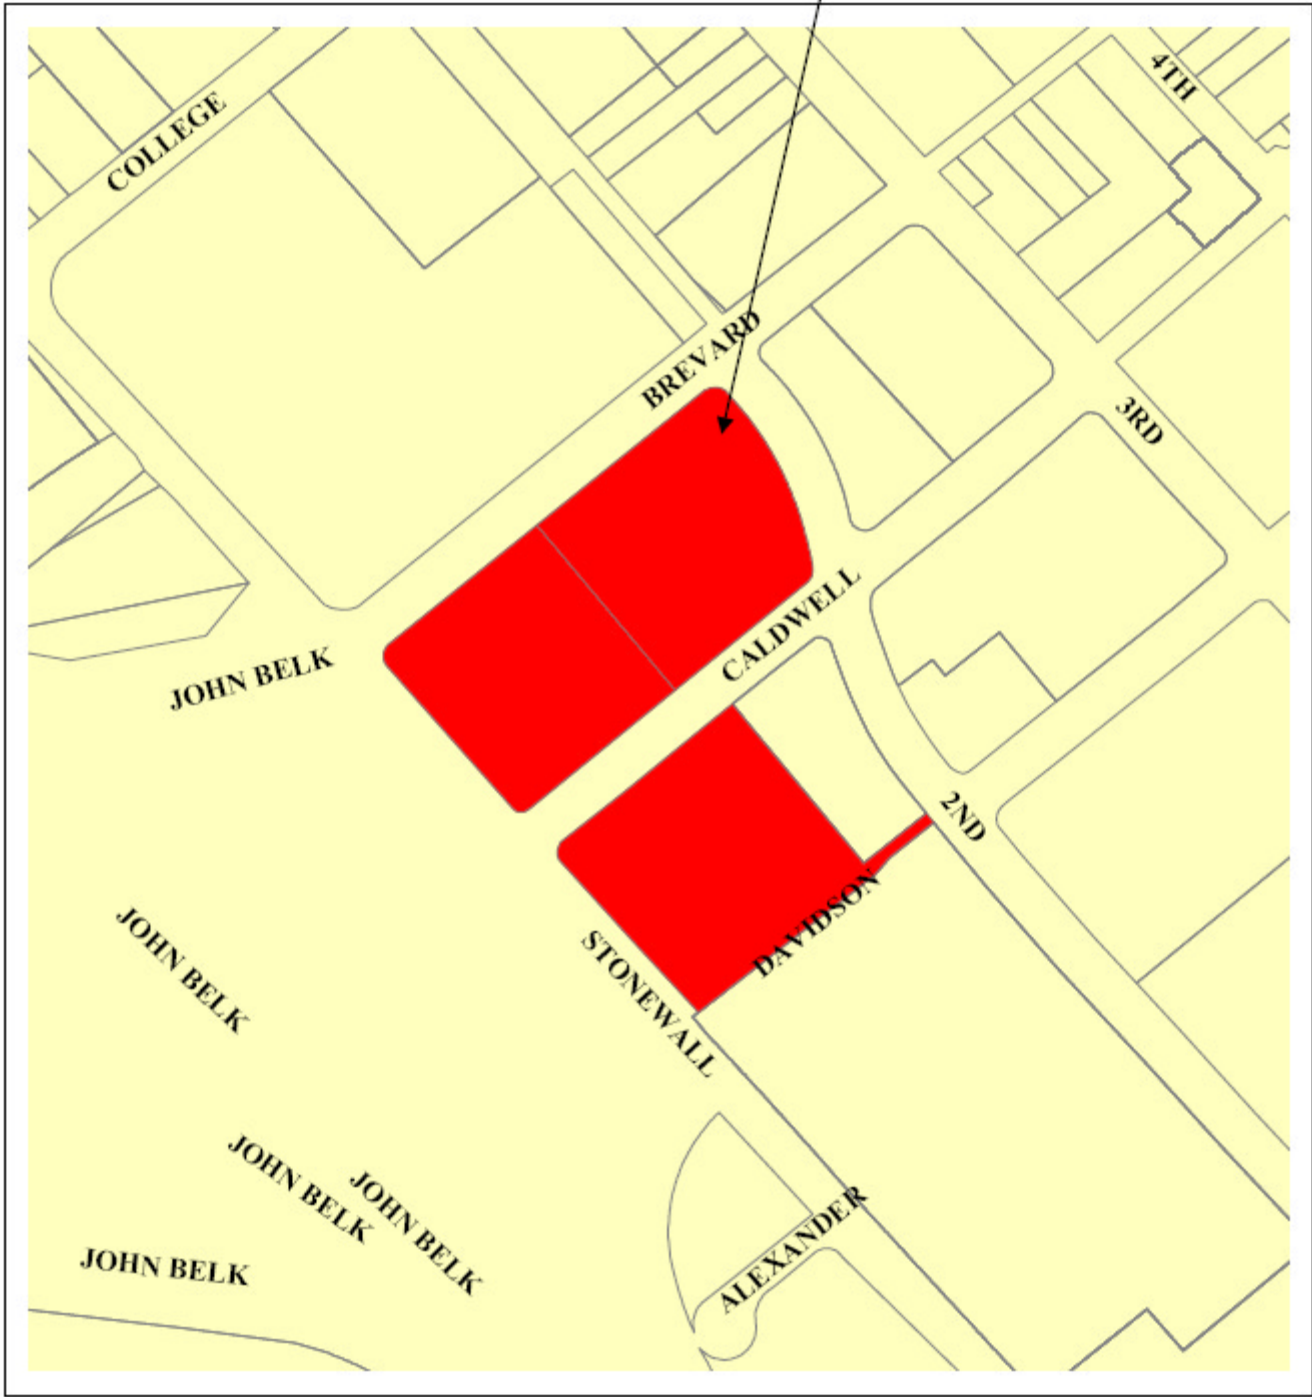 4TH
COLLEGE
BREVARD
3RD
CALDWELL
JOHN BELK
2ND
DAVIDSON
STONEWALL
JOHN BELK
JOHN BELK
JOHN BELK
ALEXANDER
JOHN BELK